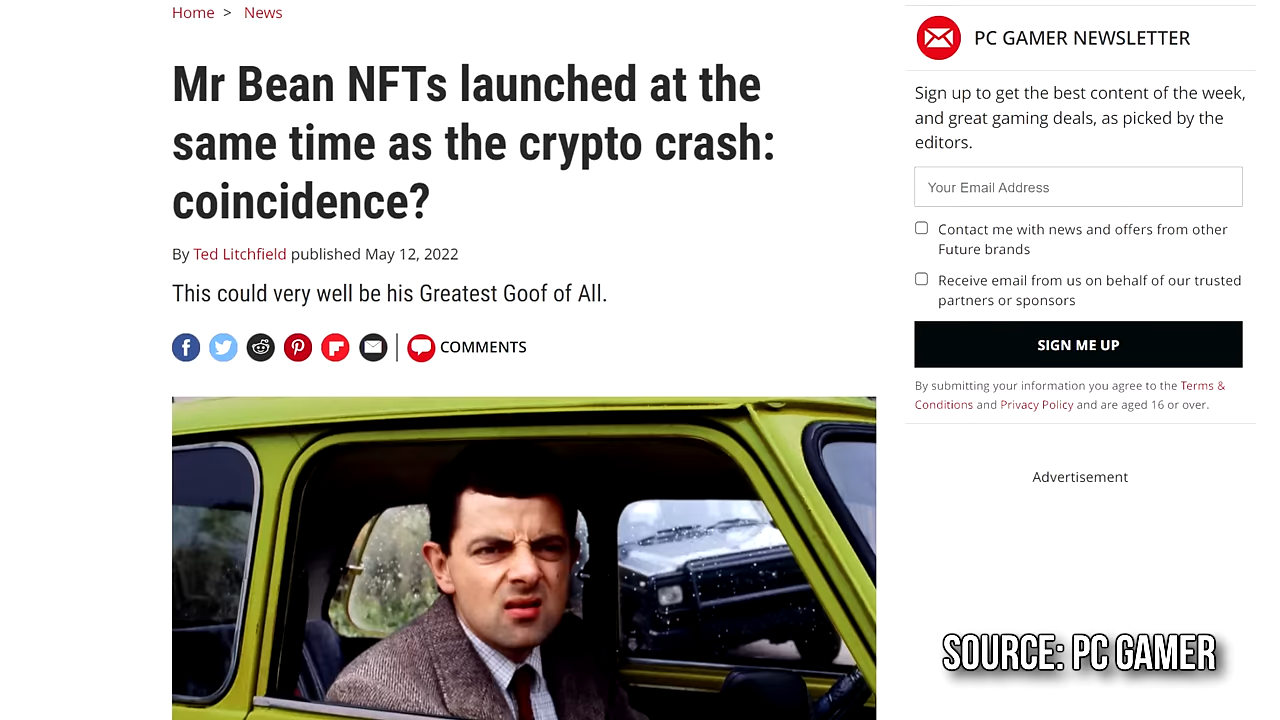 Home > News
Mr Bean NFTs launched at the
same time as the crypto crash:
coincidence?
By Ted Litchfield published May 12, 2022
This could very well be his Greatest Goof of All.
COMMENTS
PC GAMER NEWSLETTER
Sign up to get the best content of the week,
and great gaming deals, as picked by the
editors.
Your Email Address
Contact me with news and offers from other
Future brands
Receive email from us on behalf of our trusted
partners or sponsors
SIGN ME UP
By submitting your information you agree to the Terms &
Conditions and Privacy Policy and are aged 16 or over.
Advertisement
SOURCE: PC GAMER